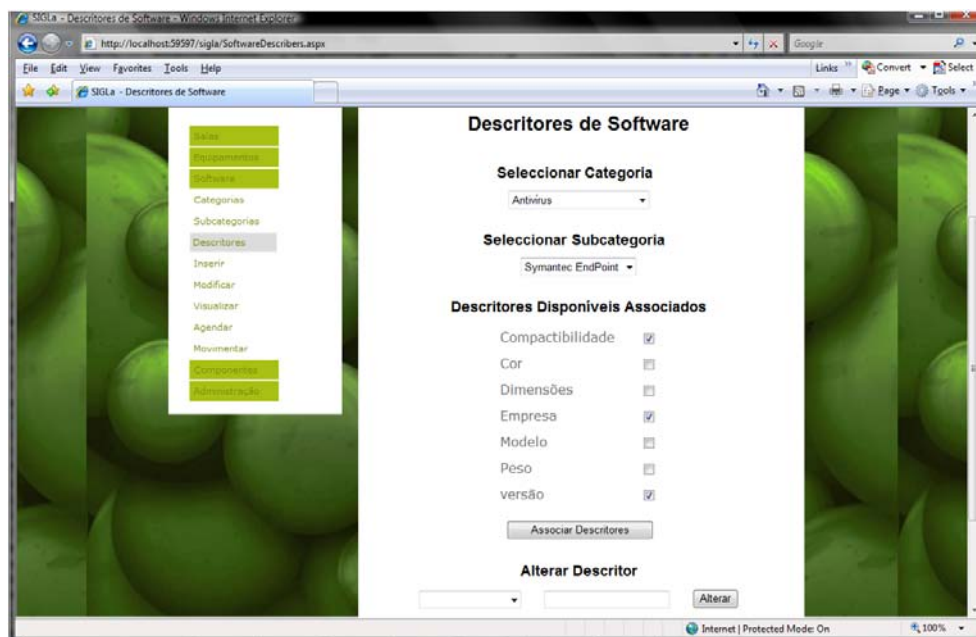 SIGLa - Descritores de Software - Windows Internet Explorer
http://localhost:59597/sigla/SoftwareDescribers.aspx
Google
File Edit View Favorites Tools Help
Links Convert Select
SIGLa - Descritores de Software
Page Tools
Salas
Equipamentos
Software
Categorias
Subcategorias
Descritores
Inserir
Modificar
Visualizar
Agendar
Movimentar
Componentes
Administração
Descritores de Software
Seleccionar Categoria
Antivirus
Seleccionar Subcategoria
Symantec EndPoint
Descritores Disponíveis Associados
Compactibilidade
Cor
Dimensões
Empresa
Modelo
Peso
versão
Associar Descritores
Alterar Descritor
Alterar
Internet | Protected Mode: On
100%